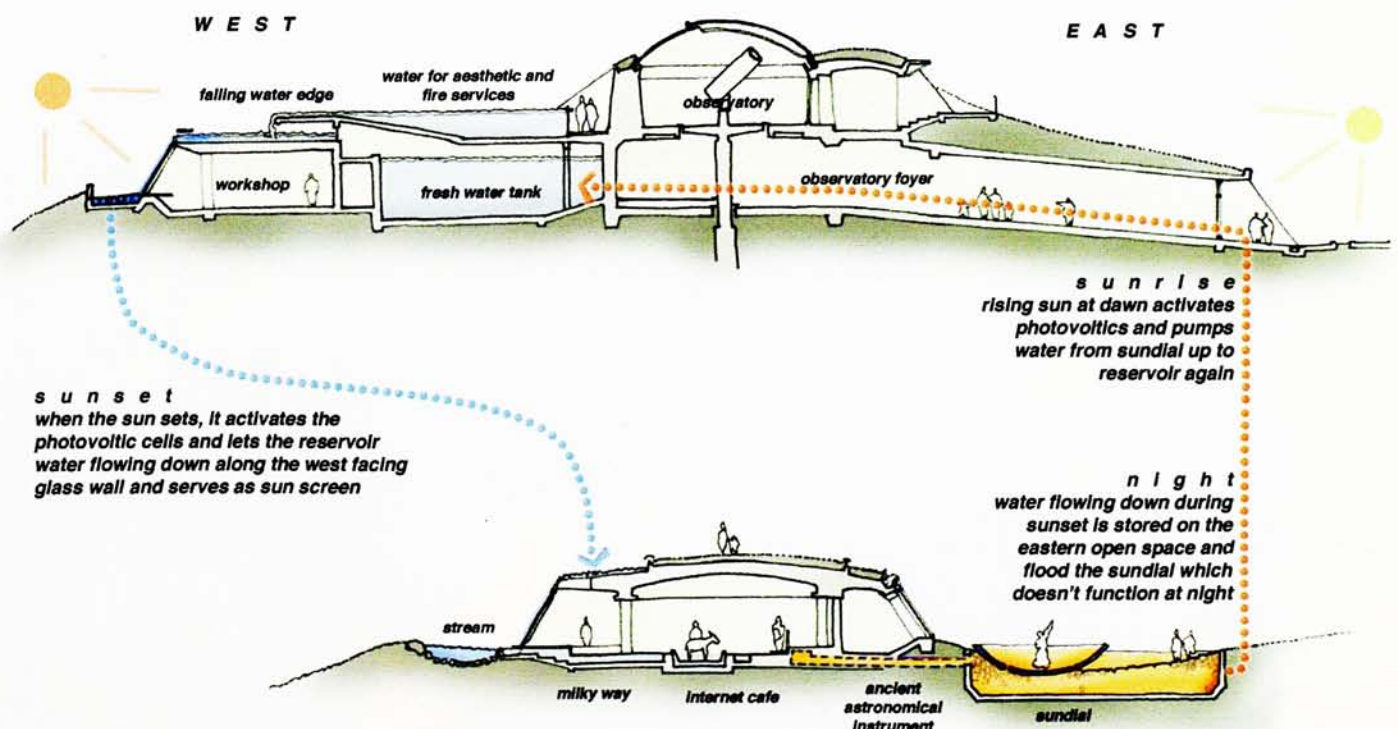 W E S T
E A S T
falling water edge
water for aesthetic and
fire services
observatory
workshop
fresh water tank
observatory foyer
s u n r i s e
rising sun at dawn activates
photovoltics and pumps
water from sundial up to
reservoir again
s u n s e t
when the sun sets, it activates the
photovoltic cells and lets the reservoir
water flowing down along the west facing
glass wall and serves as sun screen
n i g h t
water flowing down during
sunset is stored on the
eastern open space and
flood the sundial which
doesn't function at night
stream
milky way
internet cafe
ancient
astronomical
instrument
sundial